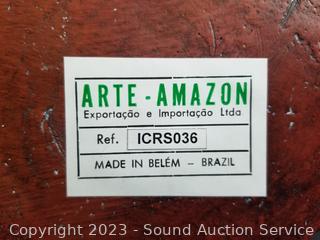 ARTE - AMAZON
Exportação e Importação Ltda
Ref. ICRS036
MADE IN BELÉM – BRAZIL
Copyright 2023 - Sound Auction Service